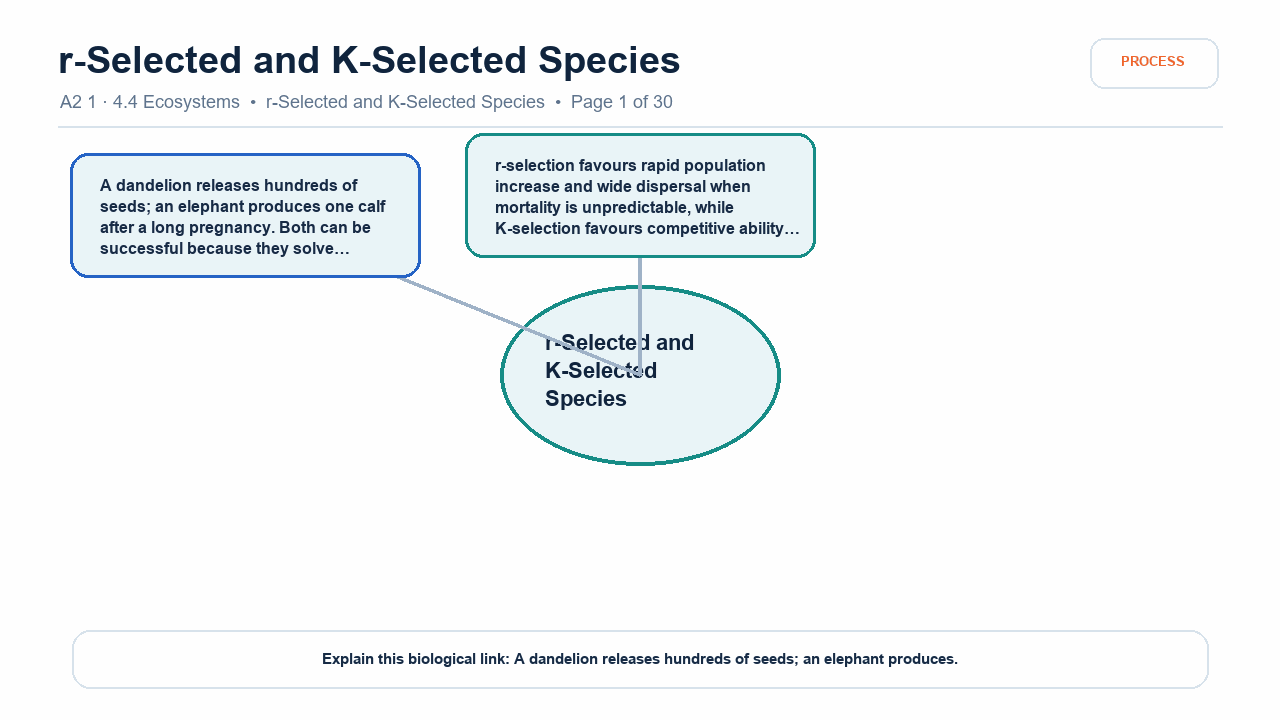 r-Selected and K-Selected Species
A2 1 · 4.4 Ecosystems • r-Selected and K-Selected Species • Page 1 of 30
PROCESS
A dandelion releases hundreds of
seeds; an elephant produces one calf
after a long pregnancy. Both can be
successful because they solve…
r-selection favours rapid population
increase and wide dispersal when
mortality is unpredictable, while
K-selection favours competitive ability…
r-Selected and
K-Selected
Species
Explain this biological link: A dandelion releases hundreds of seeds; an elephant produces.